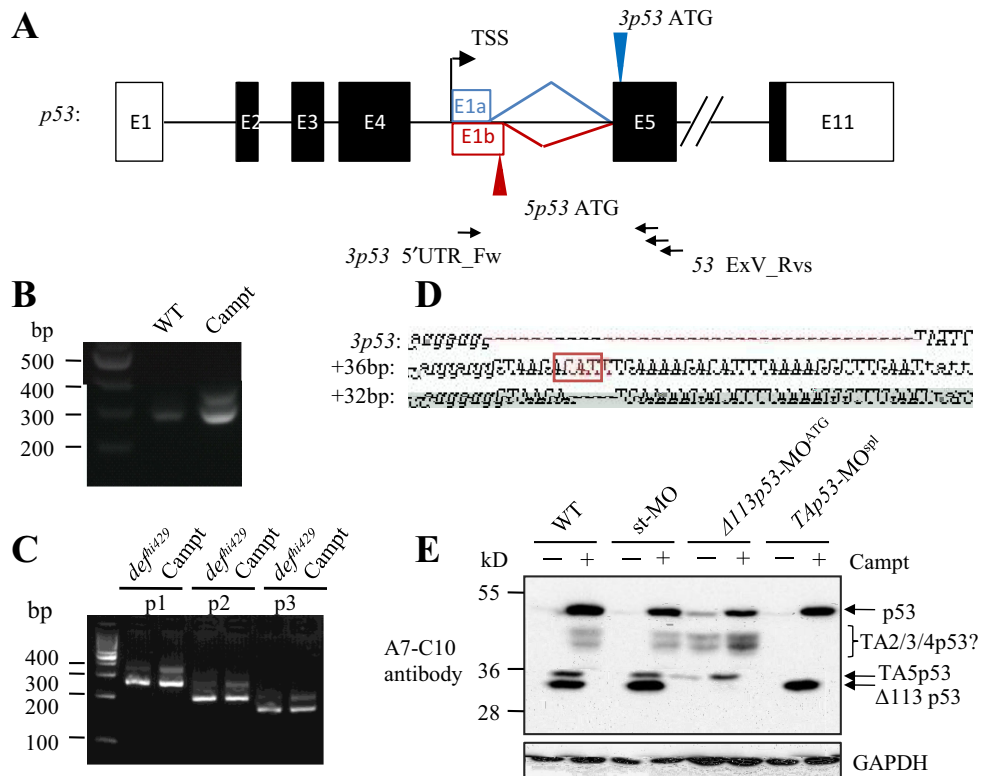 A
3p53 ATG
TSS
p53:
E1
E2
E3
E4
E1a
E1b
E5
E11
5p53 ATG
3p53 5′UTR_Fw
53 ExV_Rvs
B
bp
WT
Campt
500
400
300
200
C
bp
def^hi429
Campt
def^hi429
Campt
def^hi429
Campt
p1
p2
p3
400
300
200
100
D
3p53:
+36bp:
+32bp:
E
kD
WT
st-MO
Δ113p53-MO^ATG
TAp53-MO^spl
– + – + – + – +
Campt
55
36
28
A7-C10
antibody
p53
TA2/3/4p53?
TA5p53
Δ113 p53
GAPDH